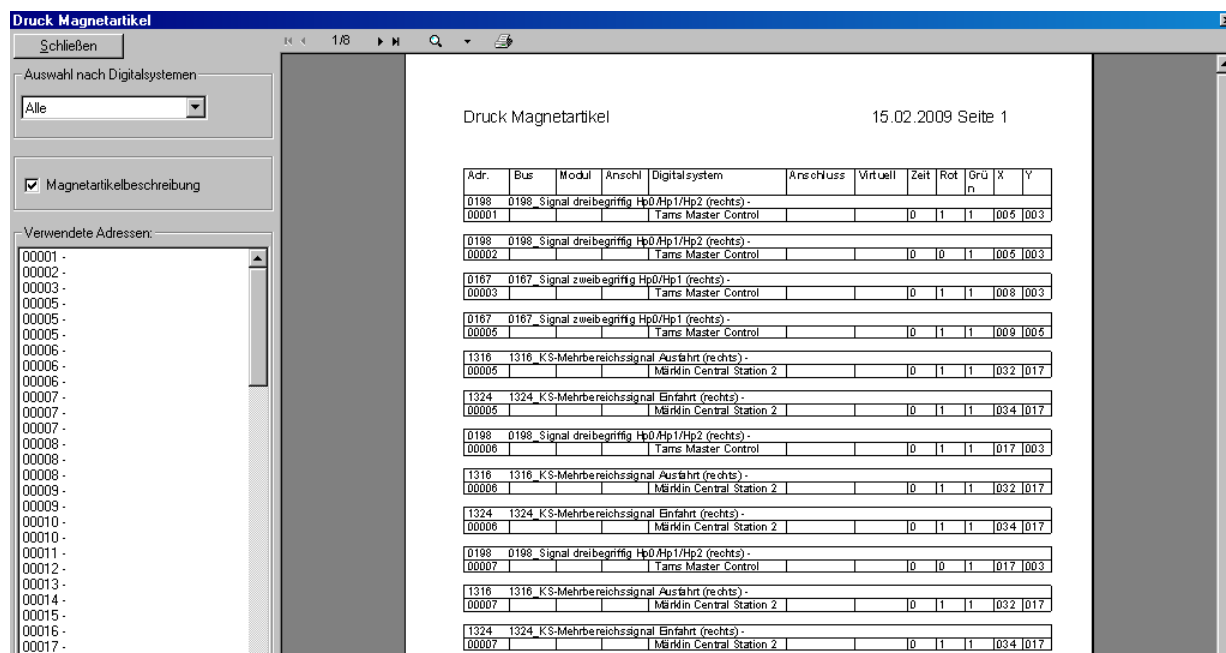 Druck Magnetartikel
Schließen
1/8
Auswahl nach Digitalsystemen
Alle
Magnetartikelbeschreibung
Verwendete Adressen:
00001 -
00002 -
00003 -
00005 -
00005 -
00005 -
00006 -
00006 -
00006 -
00007 -
00007 -
00007 -
00008 -
00008 -
00008 -
00009 -
00009 -
00010 -
00010 -
00011 -
00012 -
00013 -
00014 -
00015 -
00016 -
00017 -
Druck Magnetartikel 15.02.2009 Seite 1
Adr. Bus Modul Anschl Digitalsystem Anschluss Virtuell Zeit Rot Grü X Y
n
0198 0198_Signal dreibegriffig Hp0/Hp1/Hp2 (rechts) -
00001 Tams Master Control 0 1 1 005 003
0198 0198_Signal dreibegriffig Hp0/Hp1/Hp2 (rechts) -
00002 Tams Master Control 0 0 1 005 003
0167 0167_Signal zweibegriffig Hp0/Hp1 (rechts) -
00003 Tams Master Control 0 1 1 008 003
0167 0167_Signal zweibegriffig Hp0/Hp1 (rechts) -
00005 Tams Master Control 0 1 1 009 005
1316 1316_KS-Mehrbereichssignal Ausfahrt (rechts) -
00005 Märklin Central Station 2 0 1 1 032 017
1324 1324_KS-Mehrbereichssignal Einfahrt (rechts) -
00005 Märklin Central Station 2 0 1 1 034 017
0198 0198_Signal dreibegriffig Hp0/Hp1/Hp2 (rechts) -
00006 Tams Master Control 0 1 1 017 003
1316 1316_KS-Mehrbereichssignal Ausfahrt (rechts) -
00006 Märklin Central Station 2 0 1 1 032 017
1324 1324_KS-Mehrbereichssignal Einfahrt (rechts) -
00006 Märklin Central Station 2 0 1 1 034 017
0198 0198_Signal dreibegriffig Hp0/Hp1/Hp2 (rechts) -
00007 Tams Master Control 0 0 1 017 003
1316 1316_KS-Mehrbereichssignal Ausfahrt (rechts) -
00007 Märklin Central Station 2 0 1 1 032 017
1324 1324_KS-Mehrbereichssignal Einfahrt (rechts) -
00007 Märklin Central Station 2 0 1 1 034 017